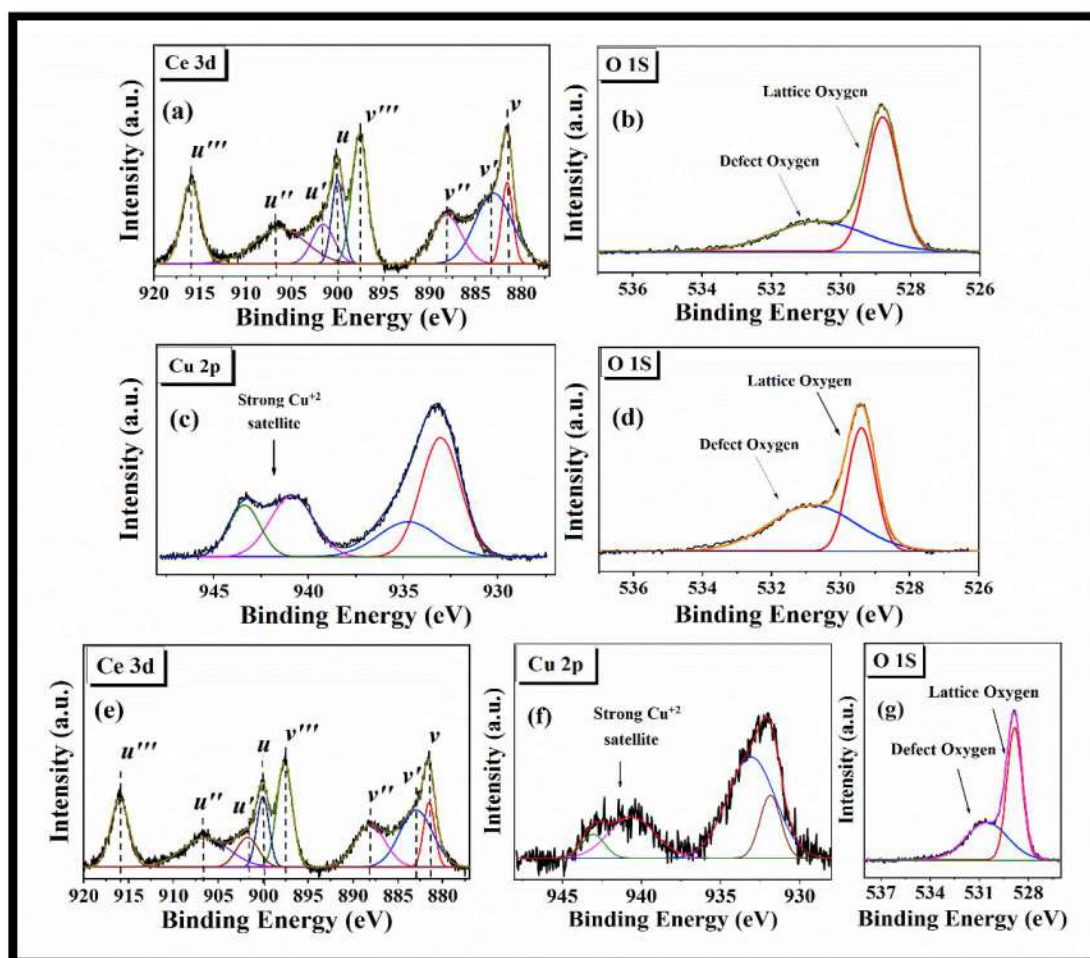 Ce 3d
(a)
u'''
u''
u'
u
v'''
v''
v'
v
Intensity (a.u.)
920 915 910 905 900 895 890 885 880
Binding Energy (eV)
O 1S
(b)
Lattice Oxygen
Defect Oxygen
Intensity (a.u.)
536 534 532 530 528 526
Binding Energy (eV)
Cu 2p
(c)
Strong Cu+2
satellite
Intensity (a.u.)
945 940 935 930
Binding Energy (eV)
O 1S
(d)
Lattice Oxygen
Defect Oxygen
Intensity (a.u.)
536 534 532 530 528 526
Binding Energy (eV)
Ce 3d
(e)
u'''
u''
u'
u
v'''
v''
v'
v
Intensity (a.u.)
920 915 910 905 900 895 890 885 880
Binding Energy (eV)
Cu 2p
(f)
Strong Cu+2
satellite
Intensity (a.u.)
945 940 935 930
Binding Energy (eV)
O 1S
(g)
Lattice Oxygen
Defect Oxygen
Intensity (a.u.)
538 534 531 528
Binding Energy (eV)